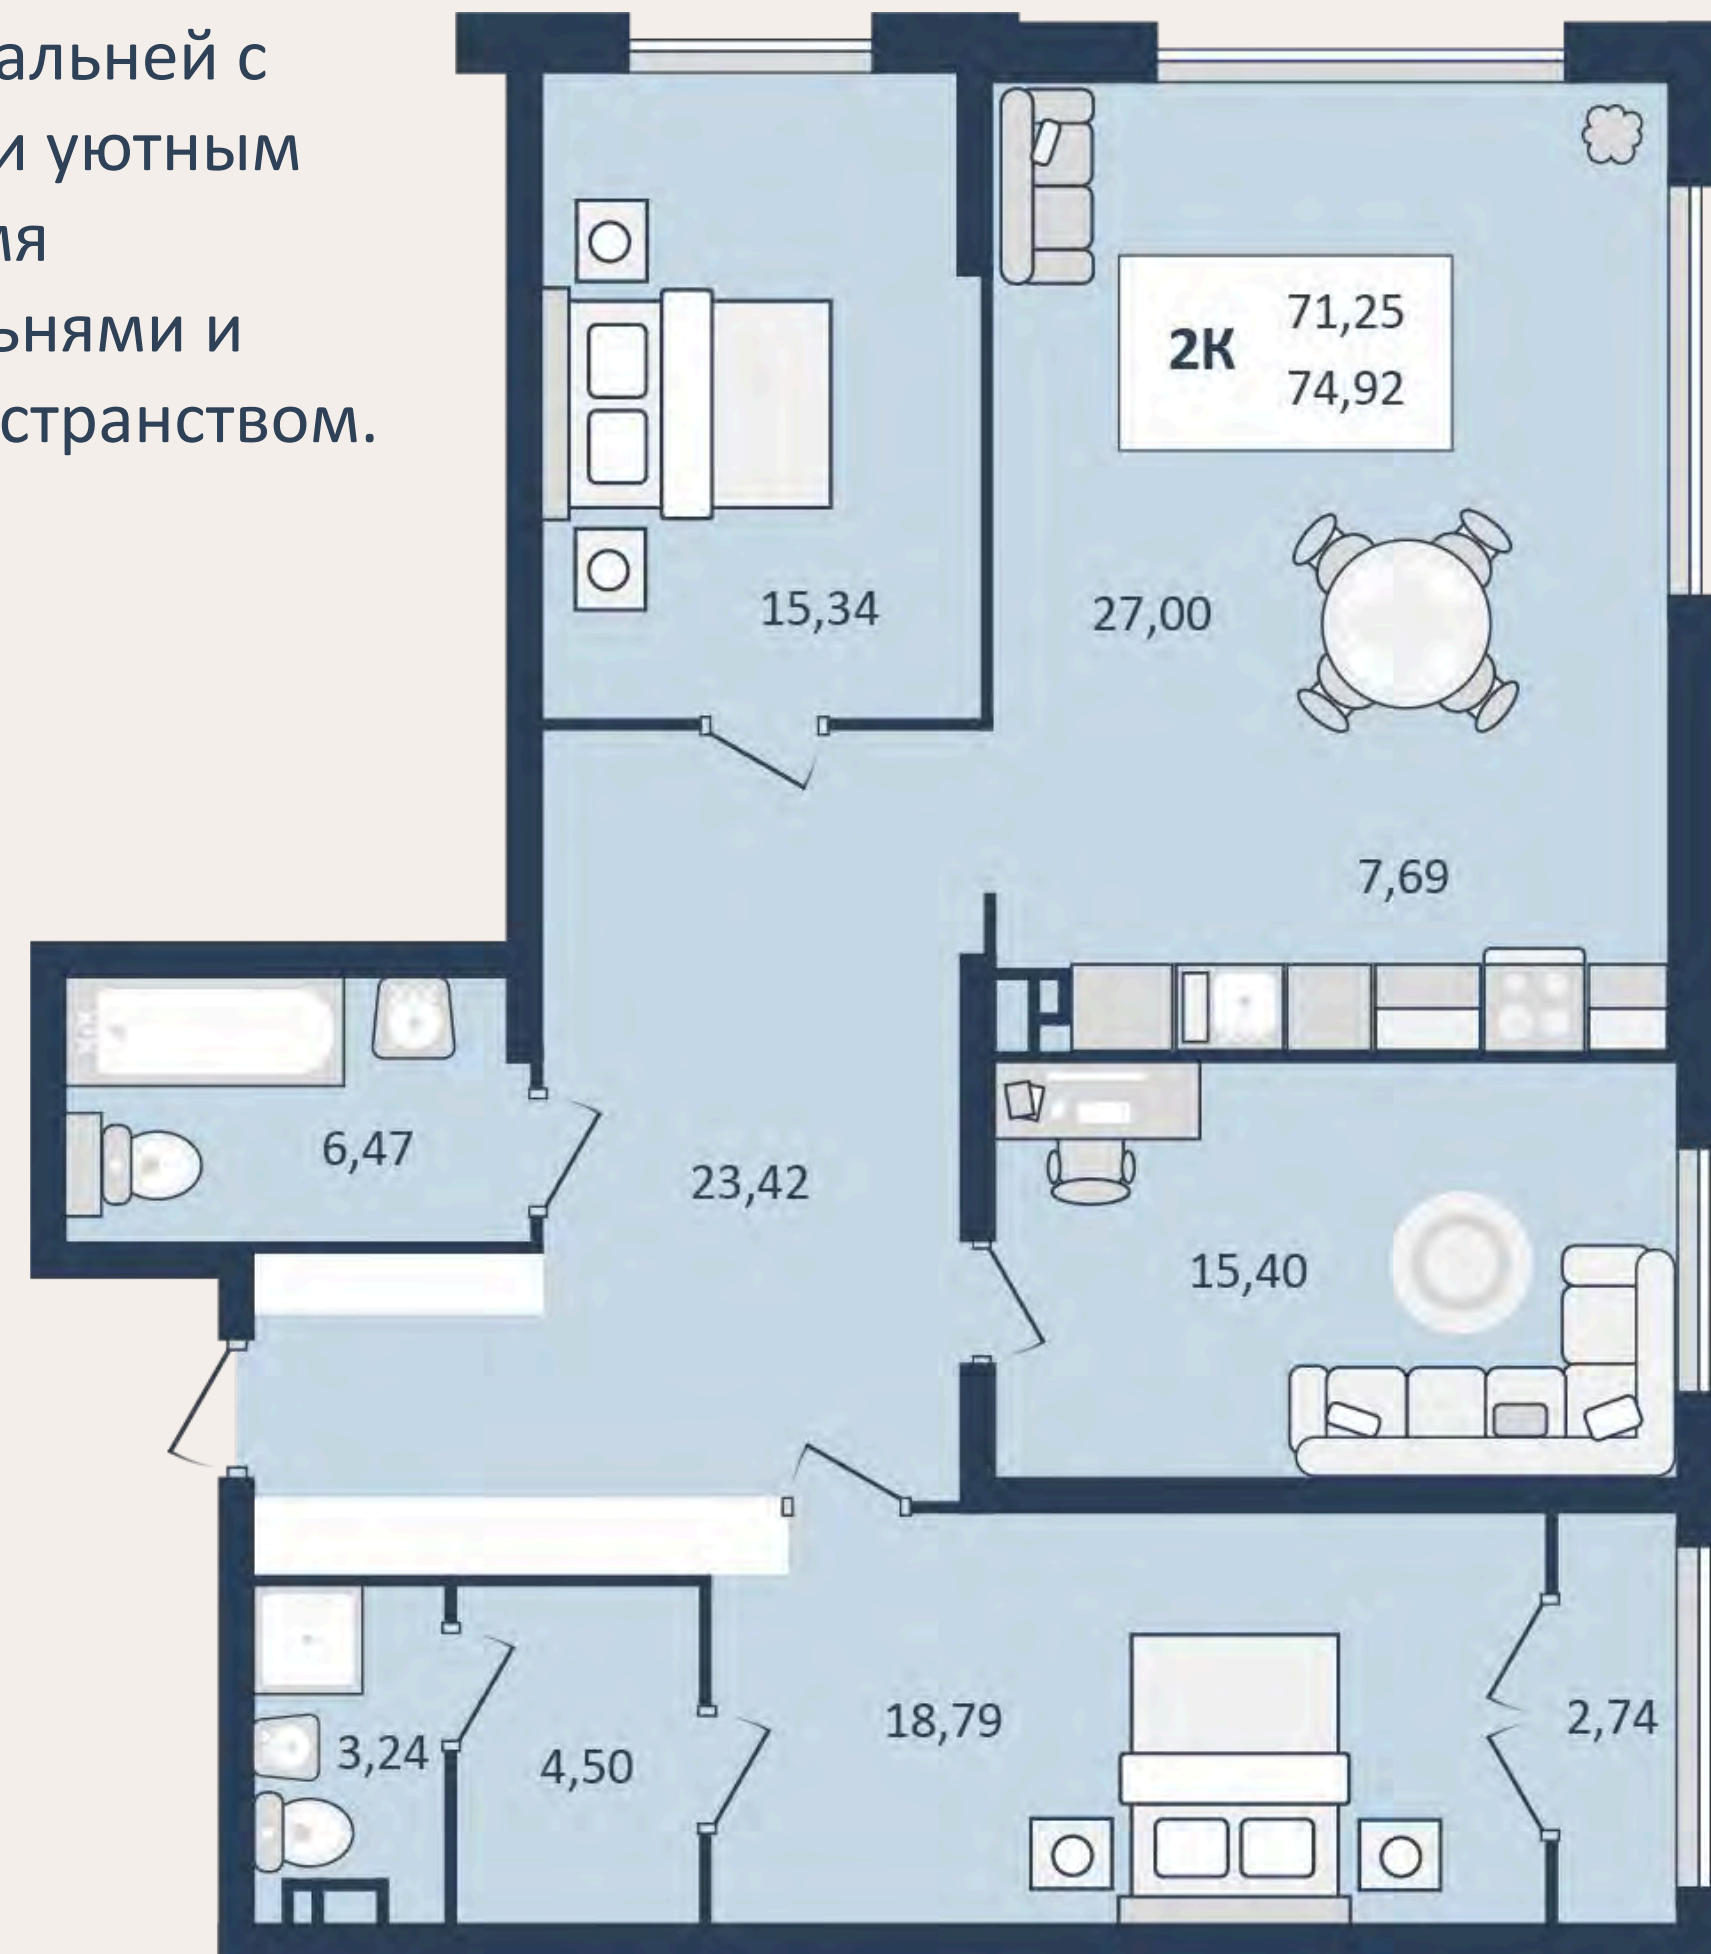 альней с
и уютным
мя
ьнями и
странством.
2К
71,25
74,92
15,34
27,00
7,69
6,47
23,42
15,40
18,79
2,74
3,24
4,50